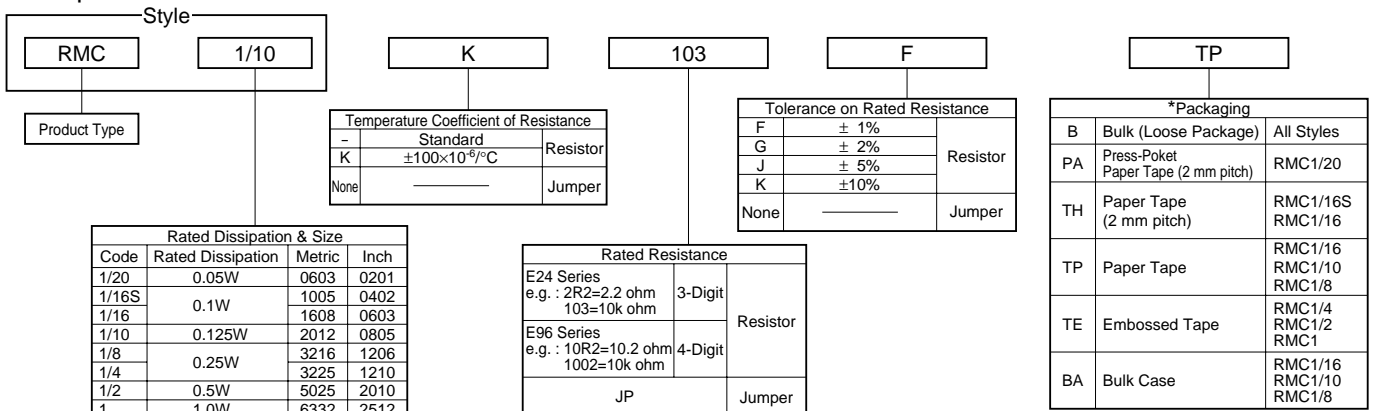 Style
RMC 1/10 K 103 F TP
Product Type
Temperature Coefficient of Resistance
– Standard Resistor
K ±100×10-6/°C
None Jumper
Tolerance on Rated Resistance
F ± 1% Resistor
G ± 2%
J ± 5%
K ±10%
None Jumper
*Packaging
B Bulk (Loose Package) All Styles
PA Press-Poket
Paper Tape (2 mm pitch) RMC1/20
TH Paper Tape
(2 mm pitch) RMC1/16S
RMC1/16
TP Paper Tape RMC1/16
RMC1/10
RMC1/8
TE Embossed Tape RMC1/4
RMC1/2
RMC1
BA Bulk Case RMC1/16
RMC1/10
RMC1/8
Rated Dissipation & Size
Code Rated Dissipation Metric Inch
1/20 0.05W 0603 0201
1/16S 0.1W 1005 0402
1/16 1608 0603
1/10 0.125W 2012 0805
1/8 0.25W 3216 1206
1/4 3225 1210
1/2 0.5W 5025 2010
1 1.0W 6332 2512
Rated Resistance
E24 Series
e.g. : 2R2=2.2 ohm 3-Digit
103=10k ohm
Resistor
E96 Series
e.g. : 10R2=10.2 ohm 4-Digit
1002=10k ohm
JP Jumper